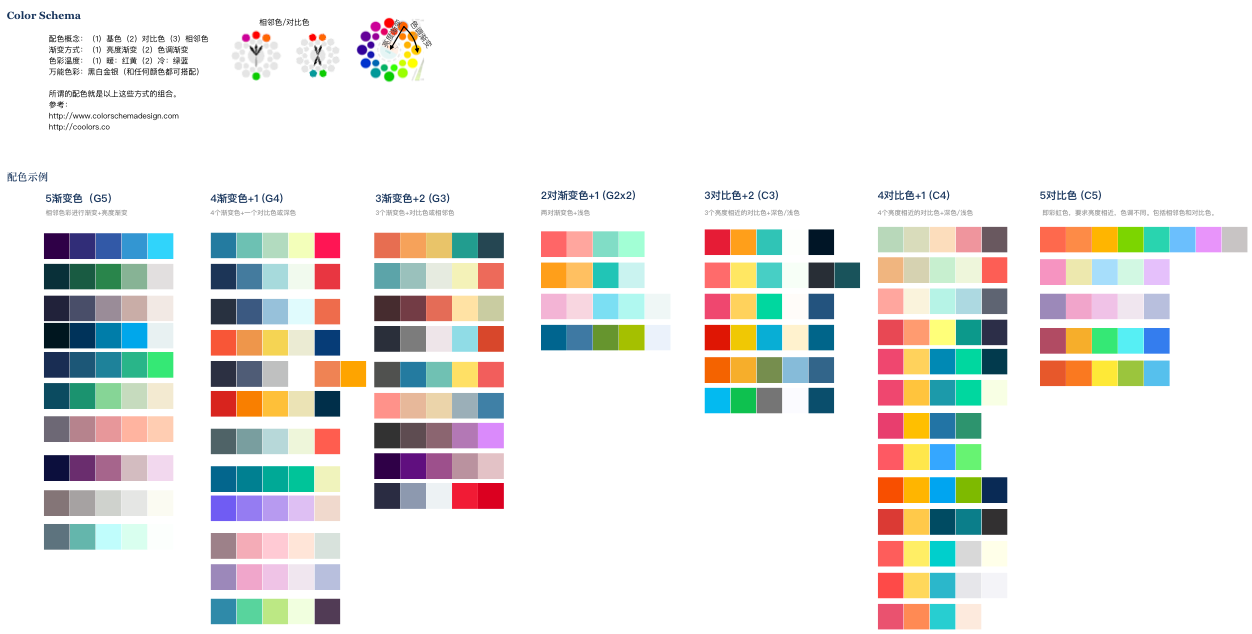 Color Schema
相邻色/对比色
配色概念：（1）基色（2）对比色（3）相邻色
渐变方式：（1）亮度渐变（2）色调渐变
色彩温度：（1）暖：红黄（2）冷：绿蓝
万能色彩：黑白金银（和任何颜色都可搭配）
亮度渐变
色调渐变
所谓的配色就是以上这些方式的组合。
参考：
http://www.colorschemadesign.com
http://coolors.co
配色示例
5渐变色（G5）
相邻色彩进行渐变+亮度渐变
4渐变+1 (G4)
4个渐变色+一个对比色或深色
3渐变+2 (G3)
3个渐变色+对比色或相邻色
2对渐变色+1 (G2x2)
两对渐变+浅色
3对比色+2 (C3)
3个亮度相近的对比色+深色/浅色
4对比色+1 (C4)
4个亮度相近的对比色+深色/浅色
5对比色 (C5)
即彩虹色，要求亮度相近，色调不同。包括相邻色和对比色。